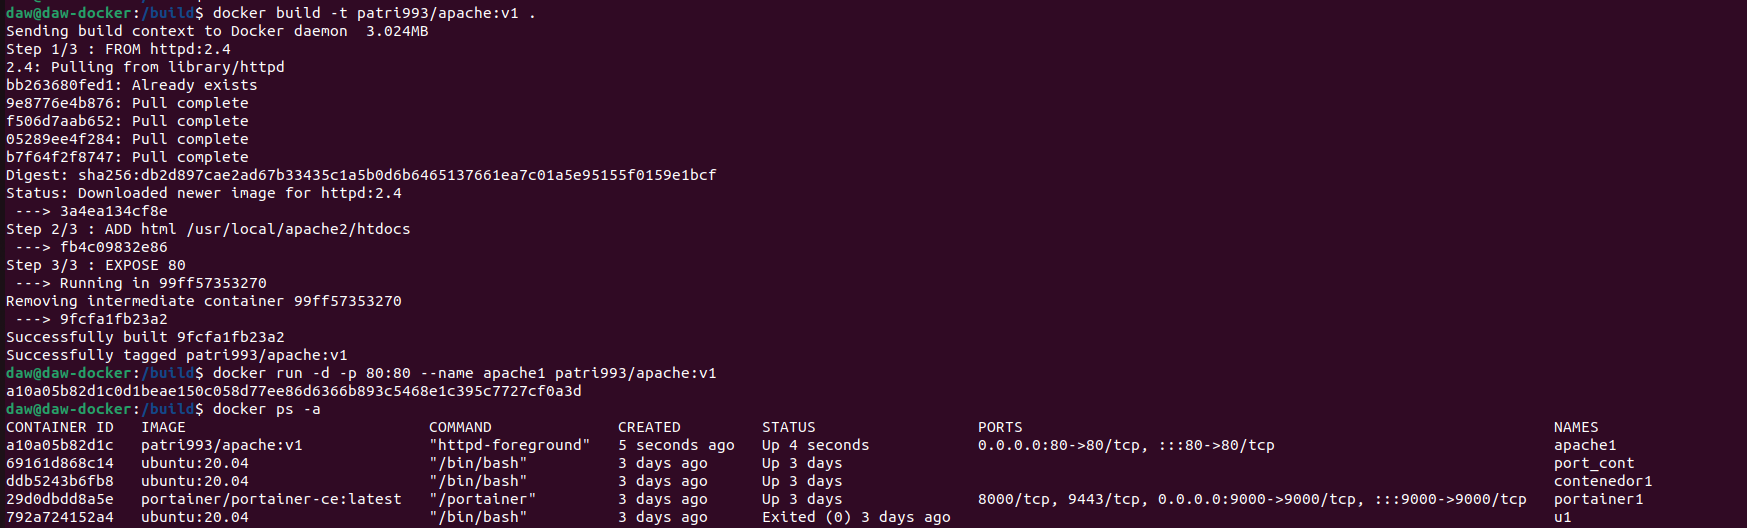 daw@daw-docker:/build$ docker build -t patri993/apache:v1 .
Sending build context to Docker daemon  3.024MB
Step 1/3 : FROM httpd:2.4
2.4: Pulling from library/httpd
bb263680fed1: Already exists
9e8776e4b876: Pull complete
f506d7aab652: Pull complete
05289ee4f284: Pull complete
b7f64f2f8747: Pull complete
Digest: sha256:db2d897cae2ad67b33435c1a5b0d6b6465137661ea7c01a5e95155f0159e1bcf
Status: Downloaded newer image for httpd:2.4
 ---> 3a4ea134cf8e
Step 2/3 : ADD html /usr/local/apache2/htdocs
 ---> fb4c09832e86
Step 3/3 : EXPOSE 80
 ---> Running in 99ff57353270
Removing intermediate container 99ff57353270
 ---> 9fcfa1fb23a2
Successfully built 9fcfa1fb23a2
Successfully tagged patri993/apache:v1
daw@daw-docker:/build$ docker run -d -p 80:80 --name apache1 patri993/apache:v1
a10a05b82d1c0d1beae150c058d77ee86d6366b893c5468e1c395c7727cf0a3d
daw@daw-docker:/build$ docker ps -a
CONTAINER ID   IMAGE                           COMMAND              CREATED         STATUS                  PORTS                                                           NAMES
a10a05b82d1c   patri993/apache:v1              "httpd-foreground"   5 seconds ago   Up 4 seconds            0.0.0.0:80->80/tcp, :::80->80/tcp                               apache1
69161d868c14   ubuntu:20.04                    "/bin/bash"          3 days ago      Up 3 days                                                                               port_cont
ddb5243b6fb8   ubuntu:20.04                    "/bin/bash"          3 days ago      Up 3 days                                                                               contenedor1
29d0dbdd8a5e   portainer/portainer-ce:latest   "/portainer"         3 days ago      Up 3 days               8000/tcp, 9443/tcp, 0.0.0.0:9000->9000/tcp, :::9000->9000/tcp   portainer1
792a724152a4   ubuntu:20.04                    "/bin/bash"          3 days ago      Exited (0) 3 days ago                                                                   u1